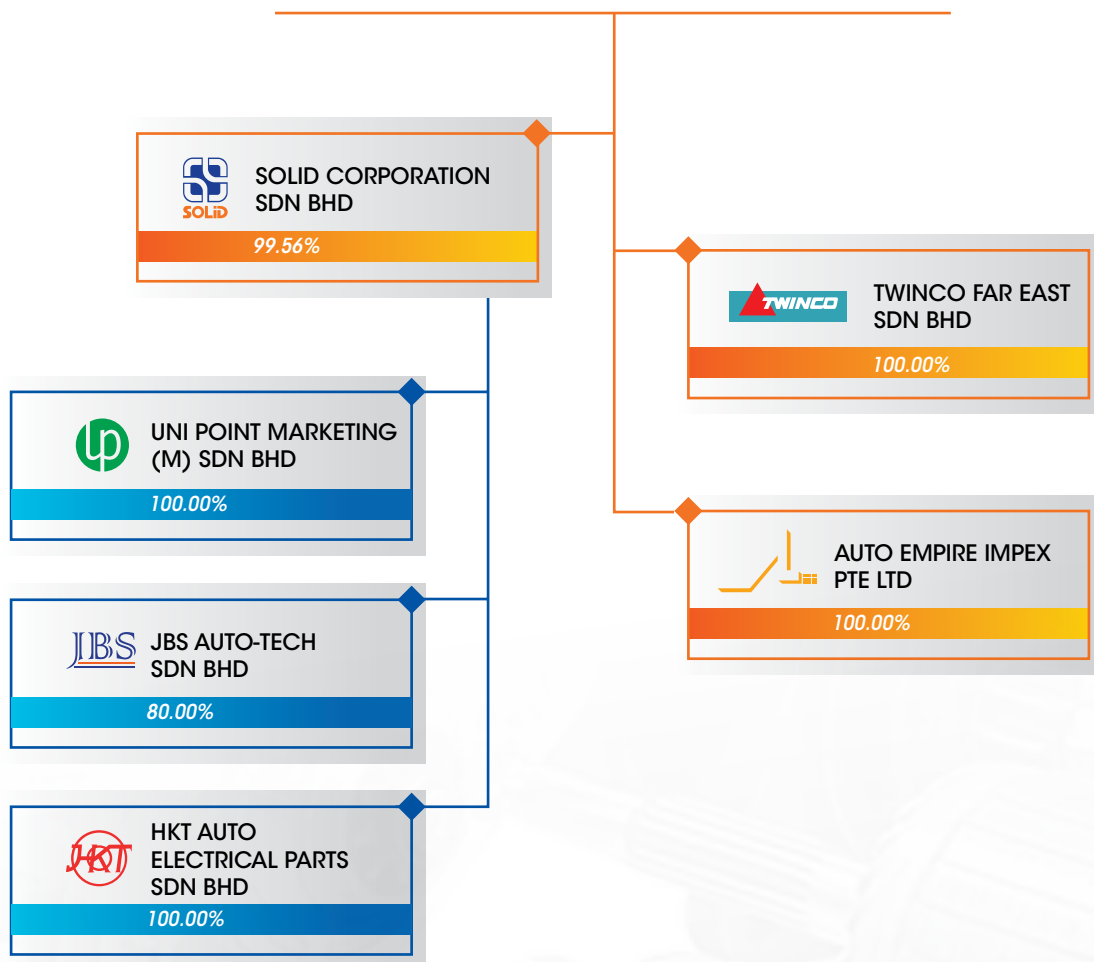 SOLID
SOLID CORPORATION
SDN BHD
99.56%
TWINCO
TWINCO FAR EAST
SDN BHD
100.00%
up
UNI POINT MARKETING
(M) SDN BHD
100.00%
AUTO EMPIRE IMPEX
PTE LTD
100.00%
JBS
JBS AUTO-TECH
SDN BHD
80.00%
HKT
HKT AUTO
ELECTRICAL PARTS
SDN BHD
100.00%